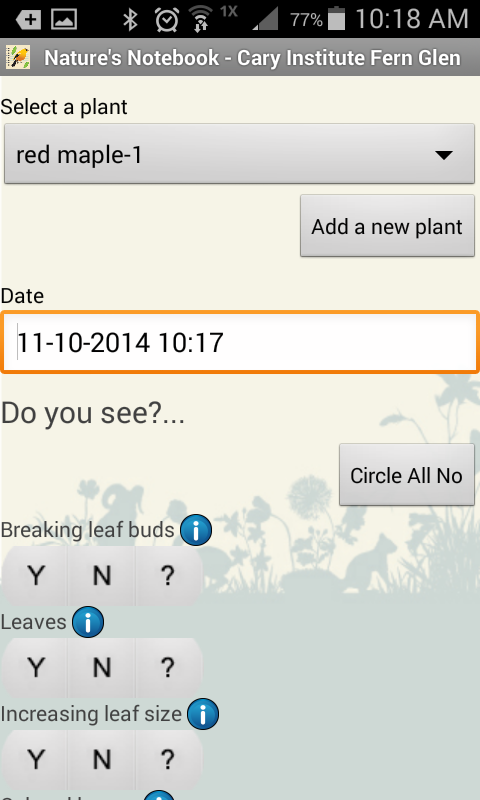 1X 77% 10:18 AM
Nature's Notebook - Cary Institute Fern Glen
Select a plant
red maple-1
Add a new plant
Date
11-10-2014 10:17
Do you see?...
Circle All No
Breaking leaf buds i
Y N ?
Leaves i
Y N ?
Increasing leaf size i
Y N ?